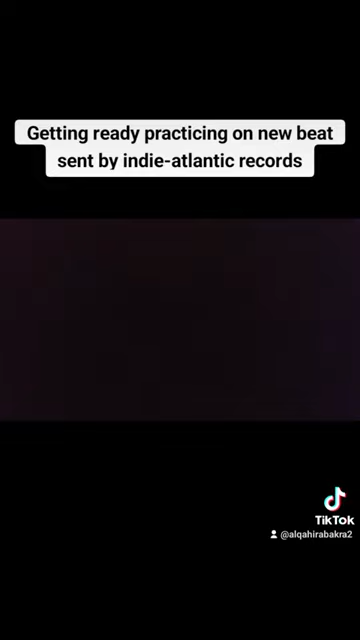 Getting ready practicing on new beat
sent by indie-atlantic records
TikTok
@alqahirabakra2